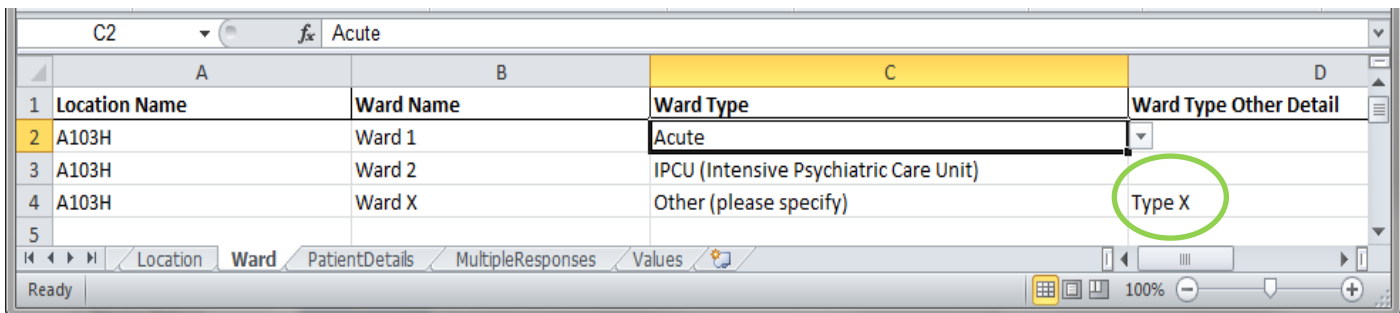 C2 fx Acute
A B C D
1 Location Name Ward Name Ward Type Ward Type Other Detail
2 A103H Ward 1 Acute
3 A103H Ward 2 IPCU (Intensive Psychiatric Care Unit)
4 A103H Ward X Other (please specify) Type X
5
Location Ward PatientDetails MultipleResponses Values
Ready 100%